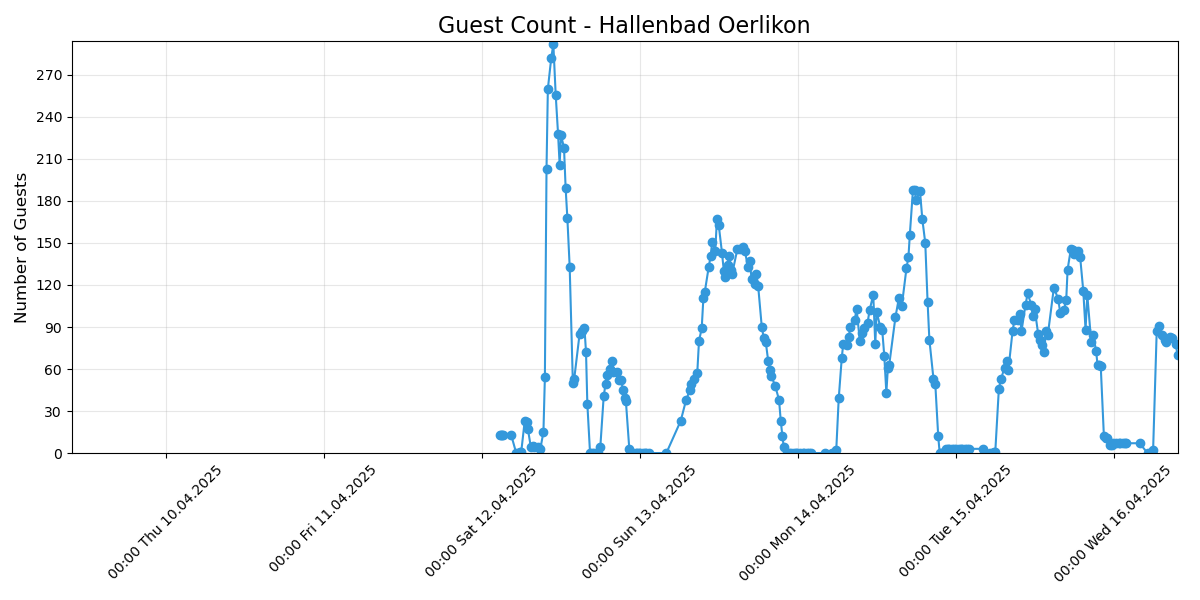 Guest Count - Hallenbad Oerlikon
Number of Guests
270
240
210
180
150
120
90
60
30
0
00:00 Thu 10.04.2025
00:00 Fri 11.04.2025
00:00 Sat 12.04.2025
00:00 Sun 13.04.2025
00:00 Mon 14.04.2025
00:00 Tue 15.04.2025
00:00 Wed 16.04.2025